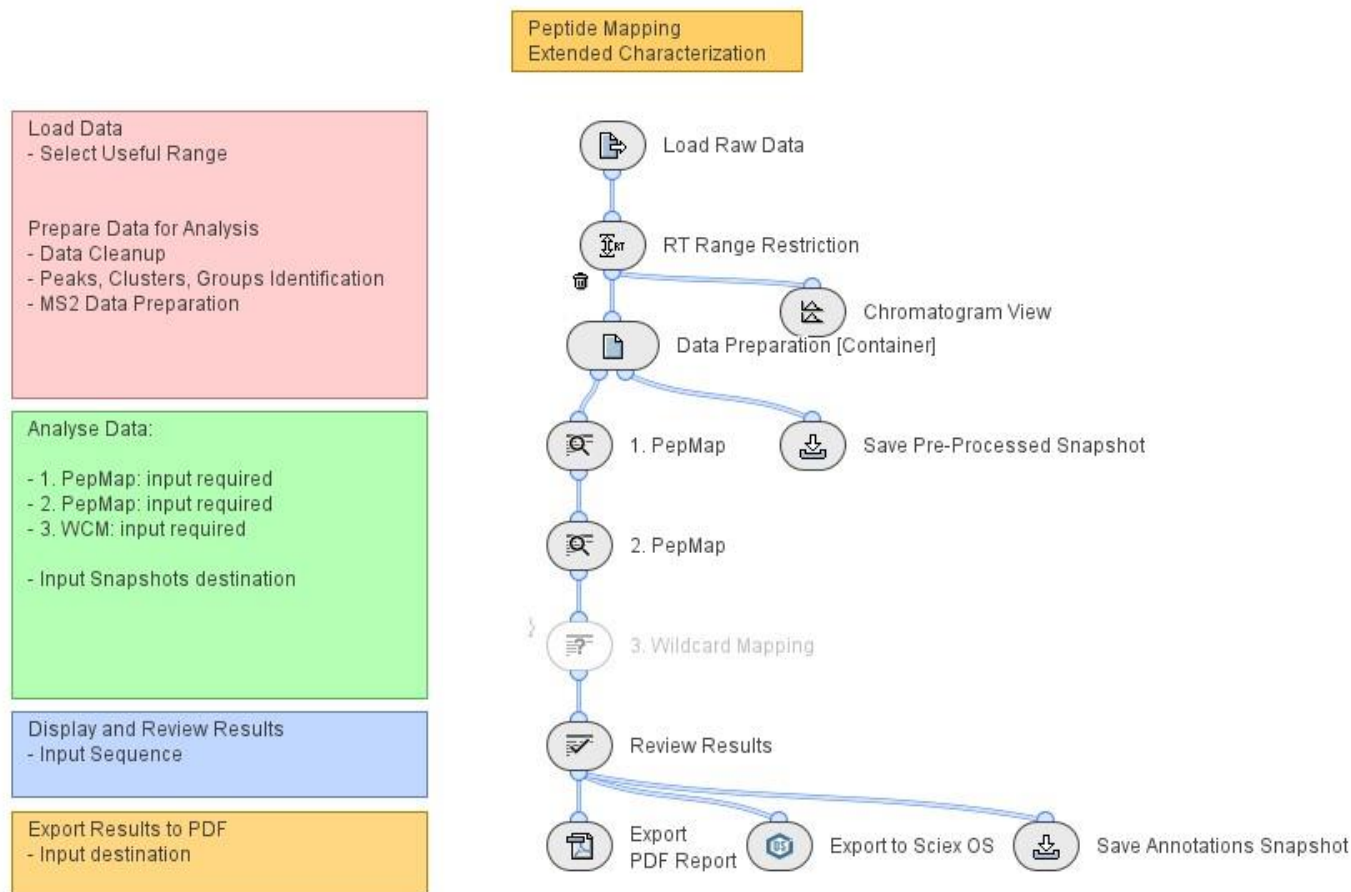 Peptide Mapping
Extended Characterization
Load Data
- Select Useful Range
Prepare Data for Analysis
- Data Cleanup
- Peaks, Clusters, Groups Identification
- MS2 Data Preparation
Load Raw Data
RT
RT Range Restriction
Chromatogram View
Data Preparation [Container]
Analyse Data:
- 1. PepMap: input required
- 2. PepMap: input required
- 3. WCM: input required
- Input Snapshots destination
1. PepMap
Save Pre-Processed Snapshot
2. PepMap
?
3. Wildcard Mapping
Display and Review Results
- Input Sequence
Review Results
Export Results to PDF
- Input destination
Export
PDF Report
OS
Export to Sciex OS
Save Annotations Snapshot